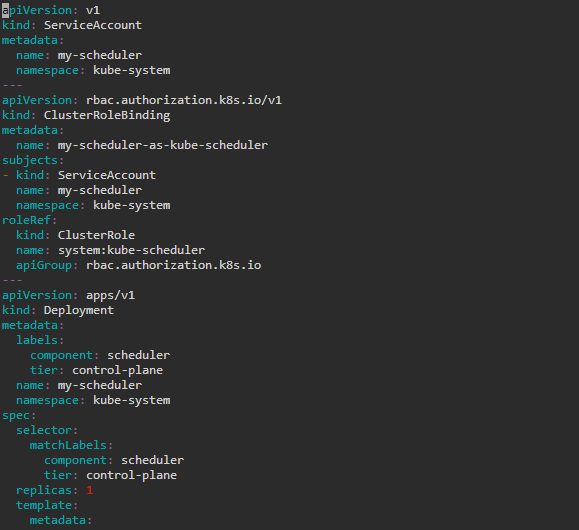 apiVersion: v1
kind: ServiceAccount
metadata:
  name: my-scheduler
  namespace: kube-system
---
apiVersion: rbac.authorization.k8s.io/v1
kind: ClusterRoleBinding
metadata:
  name: my-scheduler-as-kube-scheduler
subjects:
- kind: ServiceAccount
  name: my-scheduler
  namespace: kube-system
roleRef:
  kind: ClusterRole
  name: system:kube-scheduler
  apiGroup: rbac.authorization.k8s.io
---
apiVersion: apps/v1
kind: Deployment
metadata:
  labels:
    component: scheduler
    tier: control-plane
  name: my-scheduler
  namespace: kube-system
spec:
  selector:
    matchLabels:
      component: scheduler
      tier: control-plane
  replicas: 1
  template:
    metadata: